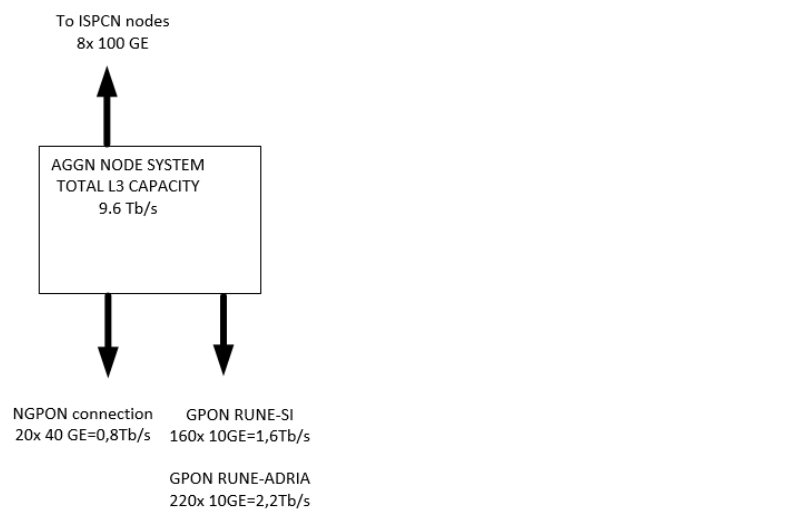 To ISPCN nodes
8x 100 GE
AGGN NODE SYSTEM
TOTAL L3 CAPACITY
9.6 Tb/s
NGPON connection
20x 40 GE=0,8Tb/s
GPON RUNE-SI
160x 10GE=1,6Tb/s
GPON RUNE-ADRIA
220x 10GE=2,2Tb/s